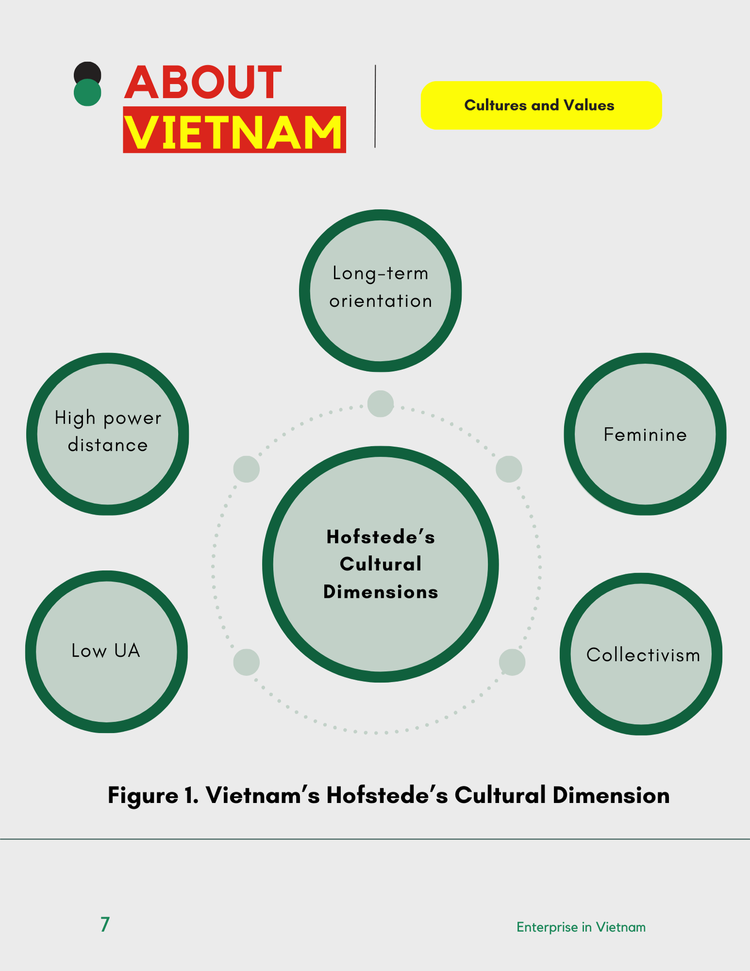 ABOUT
VIETNAM
Cultures and Values
Long-term
orientation
High power
distance
Feminine
Hofstede’s
Cultural
Dimensions
Low UA
Collectivism
Figure 1. Vietnam’s Hofstede’s Cultural Dimension
7
Enterprise in Vietnam